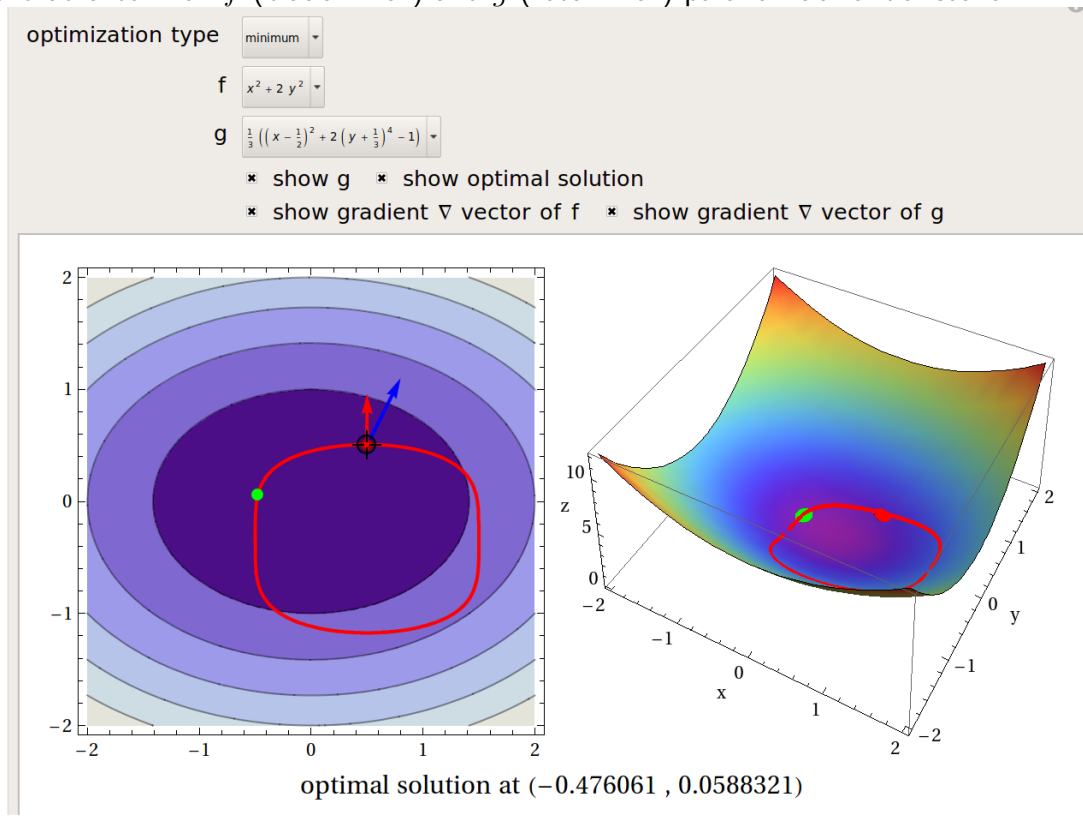 optimization type minimum
f x² + 2 y²
g 1/3 ((x − 1/2)² + 2 (y + 1/3)⁴ − 1)
show g show optimal solution
show gradient ∇ vector of f show gradient ∇ vector of g
2
1
0
−1
−2
−2 −1 0 1 2
10
5
0
z
−2
−1
0
1
2
x
2
1
0
−1
−2
y
optimal solution at (−0.476061 , 0.0588321)